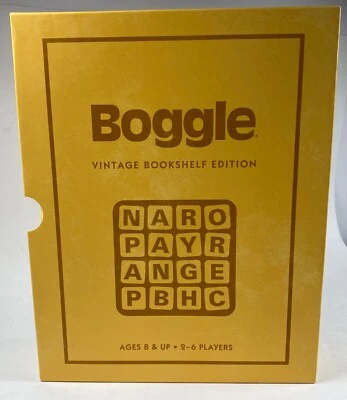 Boggle
VINTAGE BOOKSHELF EDITION
NARO
PAYR
ANGE
PBHC
AGES 8 & UP • 2–6 PLAYERS